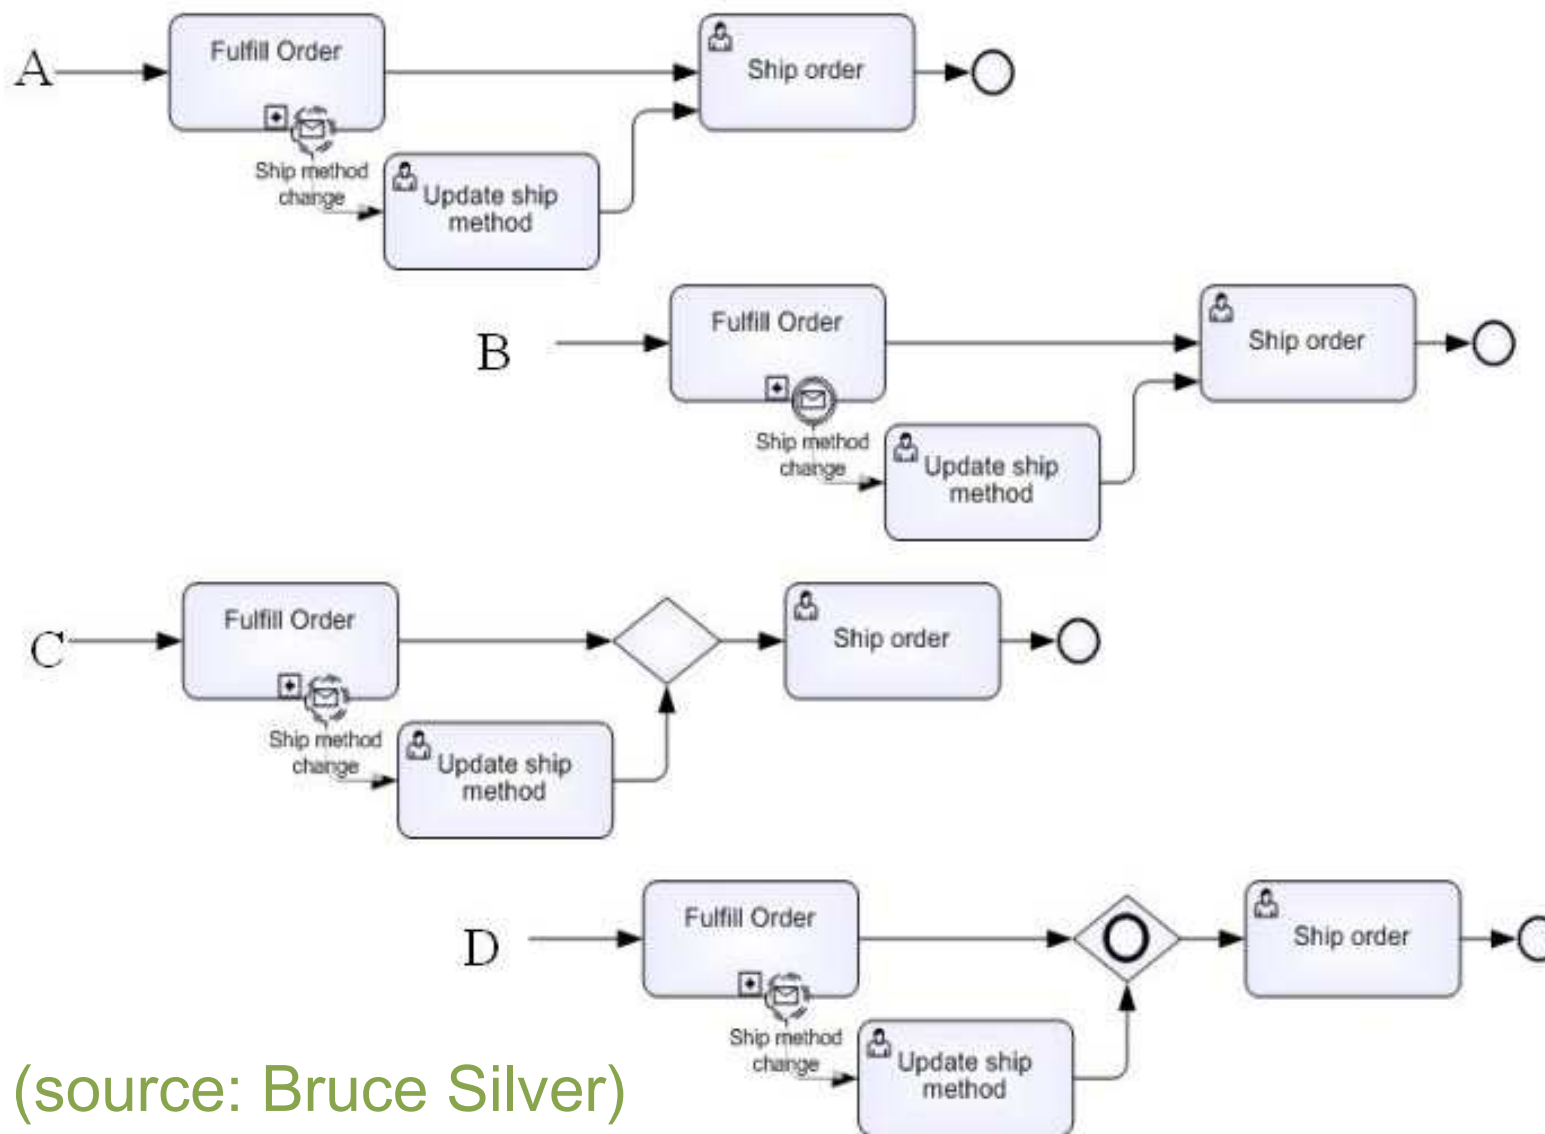 A
Fulfill Order
Ship order
Ship method
change
Update ship
method
B
Fulfill Order
Ship order
Ship method
change
Update ship
method
C
Fulfill Order
Ship order
Ship method
change
Update ship
method
D
Fulfill Order
Ship order
Ship method
change
Update ship
method
(source: Bruce Silver)